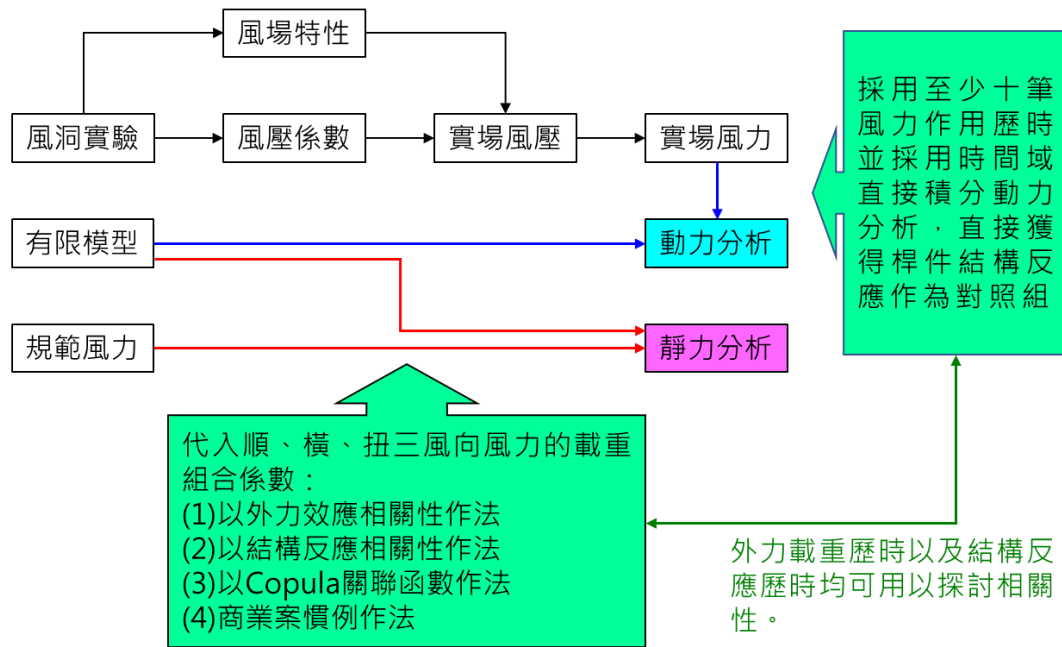 風場特性
風洞實驗
風壓係數
實場風壓
實場風力
有限模型
動力分析
規範風力
靜力分析
採用至少十筆
風力作用歷時
並採用時間域
直接積分動力
分析，直接獲
得桿件結構反
應作為對照組
代入順、橫、扭三風向風力的載重
組合係數：
(1)以外力效應相關性作法
(2)以結構反應相關性作法
(3)以Copula關聯函數作法
(4)商業案慣例作法
外力載重歷時以及結構反
應歷時均可用以探討相關
性。